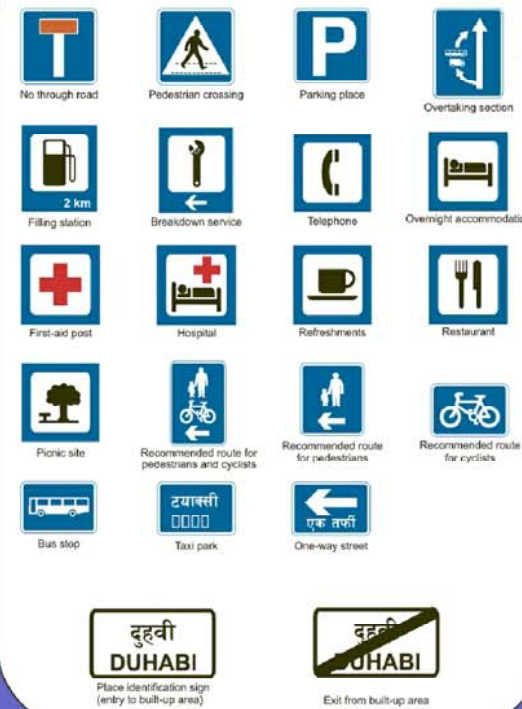 No through road
Pedestrian crossing
P
Parking place
Overtaking section
2 km
Filling station
Breakdown service
Telephone
Overnight accommodatio
First-aid post
Hospital
Refreshments
Restaurant
Picnic site
Recommended route for
pedestrians and cyclists
Recommended route
for pedestrians
Recommended route
for cyclists
Bus stop
टयाक्सी
Taxi park
एक तर्फी
One-way street
दुहवी
DUHABI
Place identification sign
(entry to built-up area)
दुहवी
DUHABI
Exit from built-up area